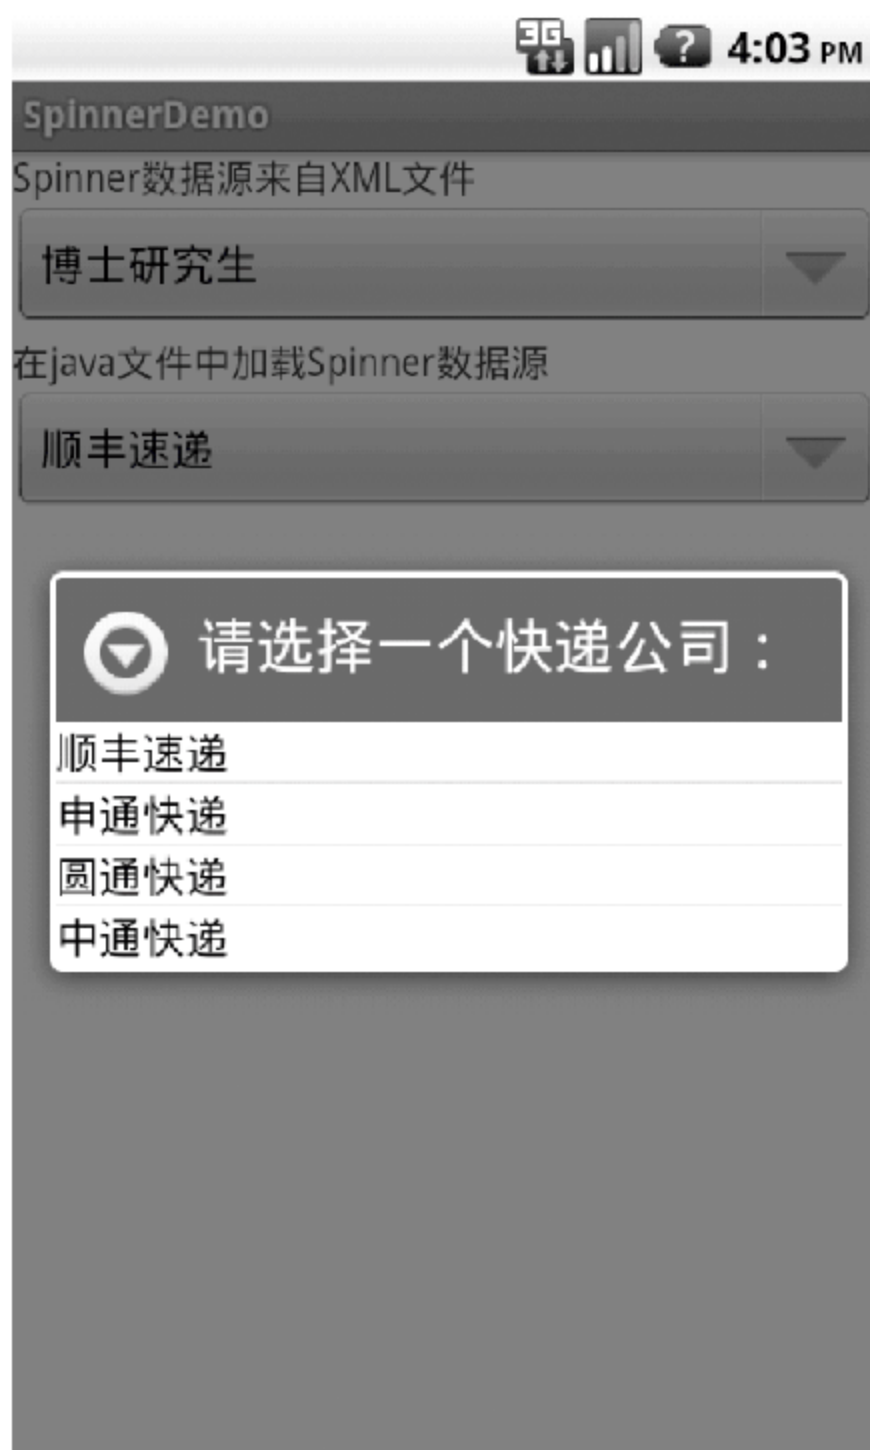 3G ? 4:03 PM
SpinnerDemo
Spinner数据源来自XML文件
博士研究生
在java文件中加载Spinner数据源
顺丰速递
请选择一个快递公司：
顺丰速递
申通快递
圆通快递
中通快递